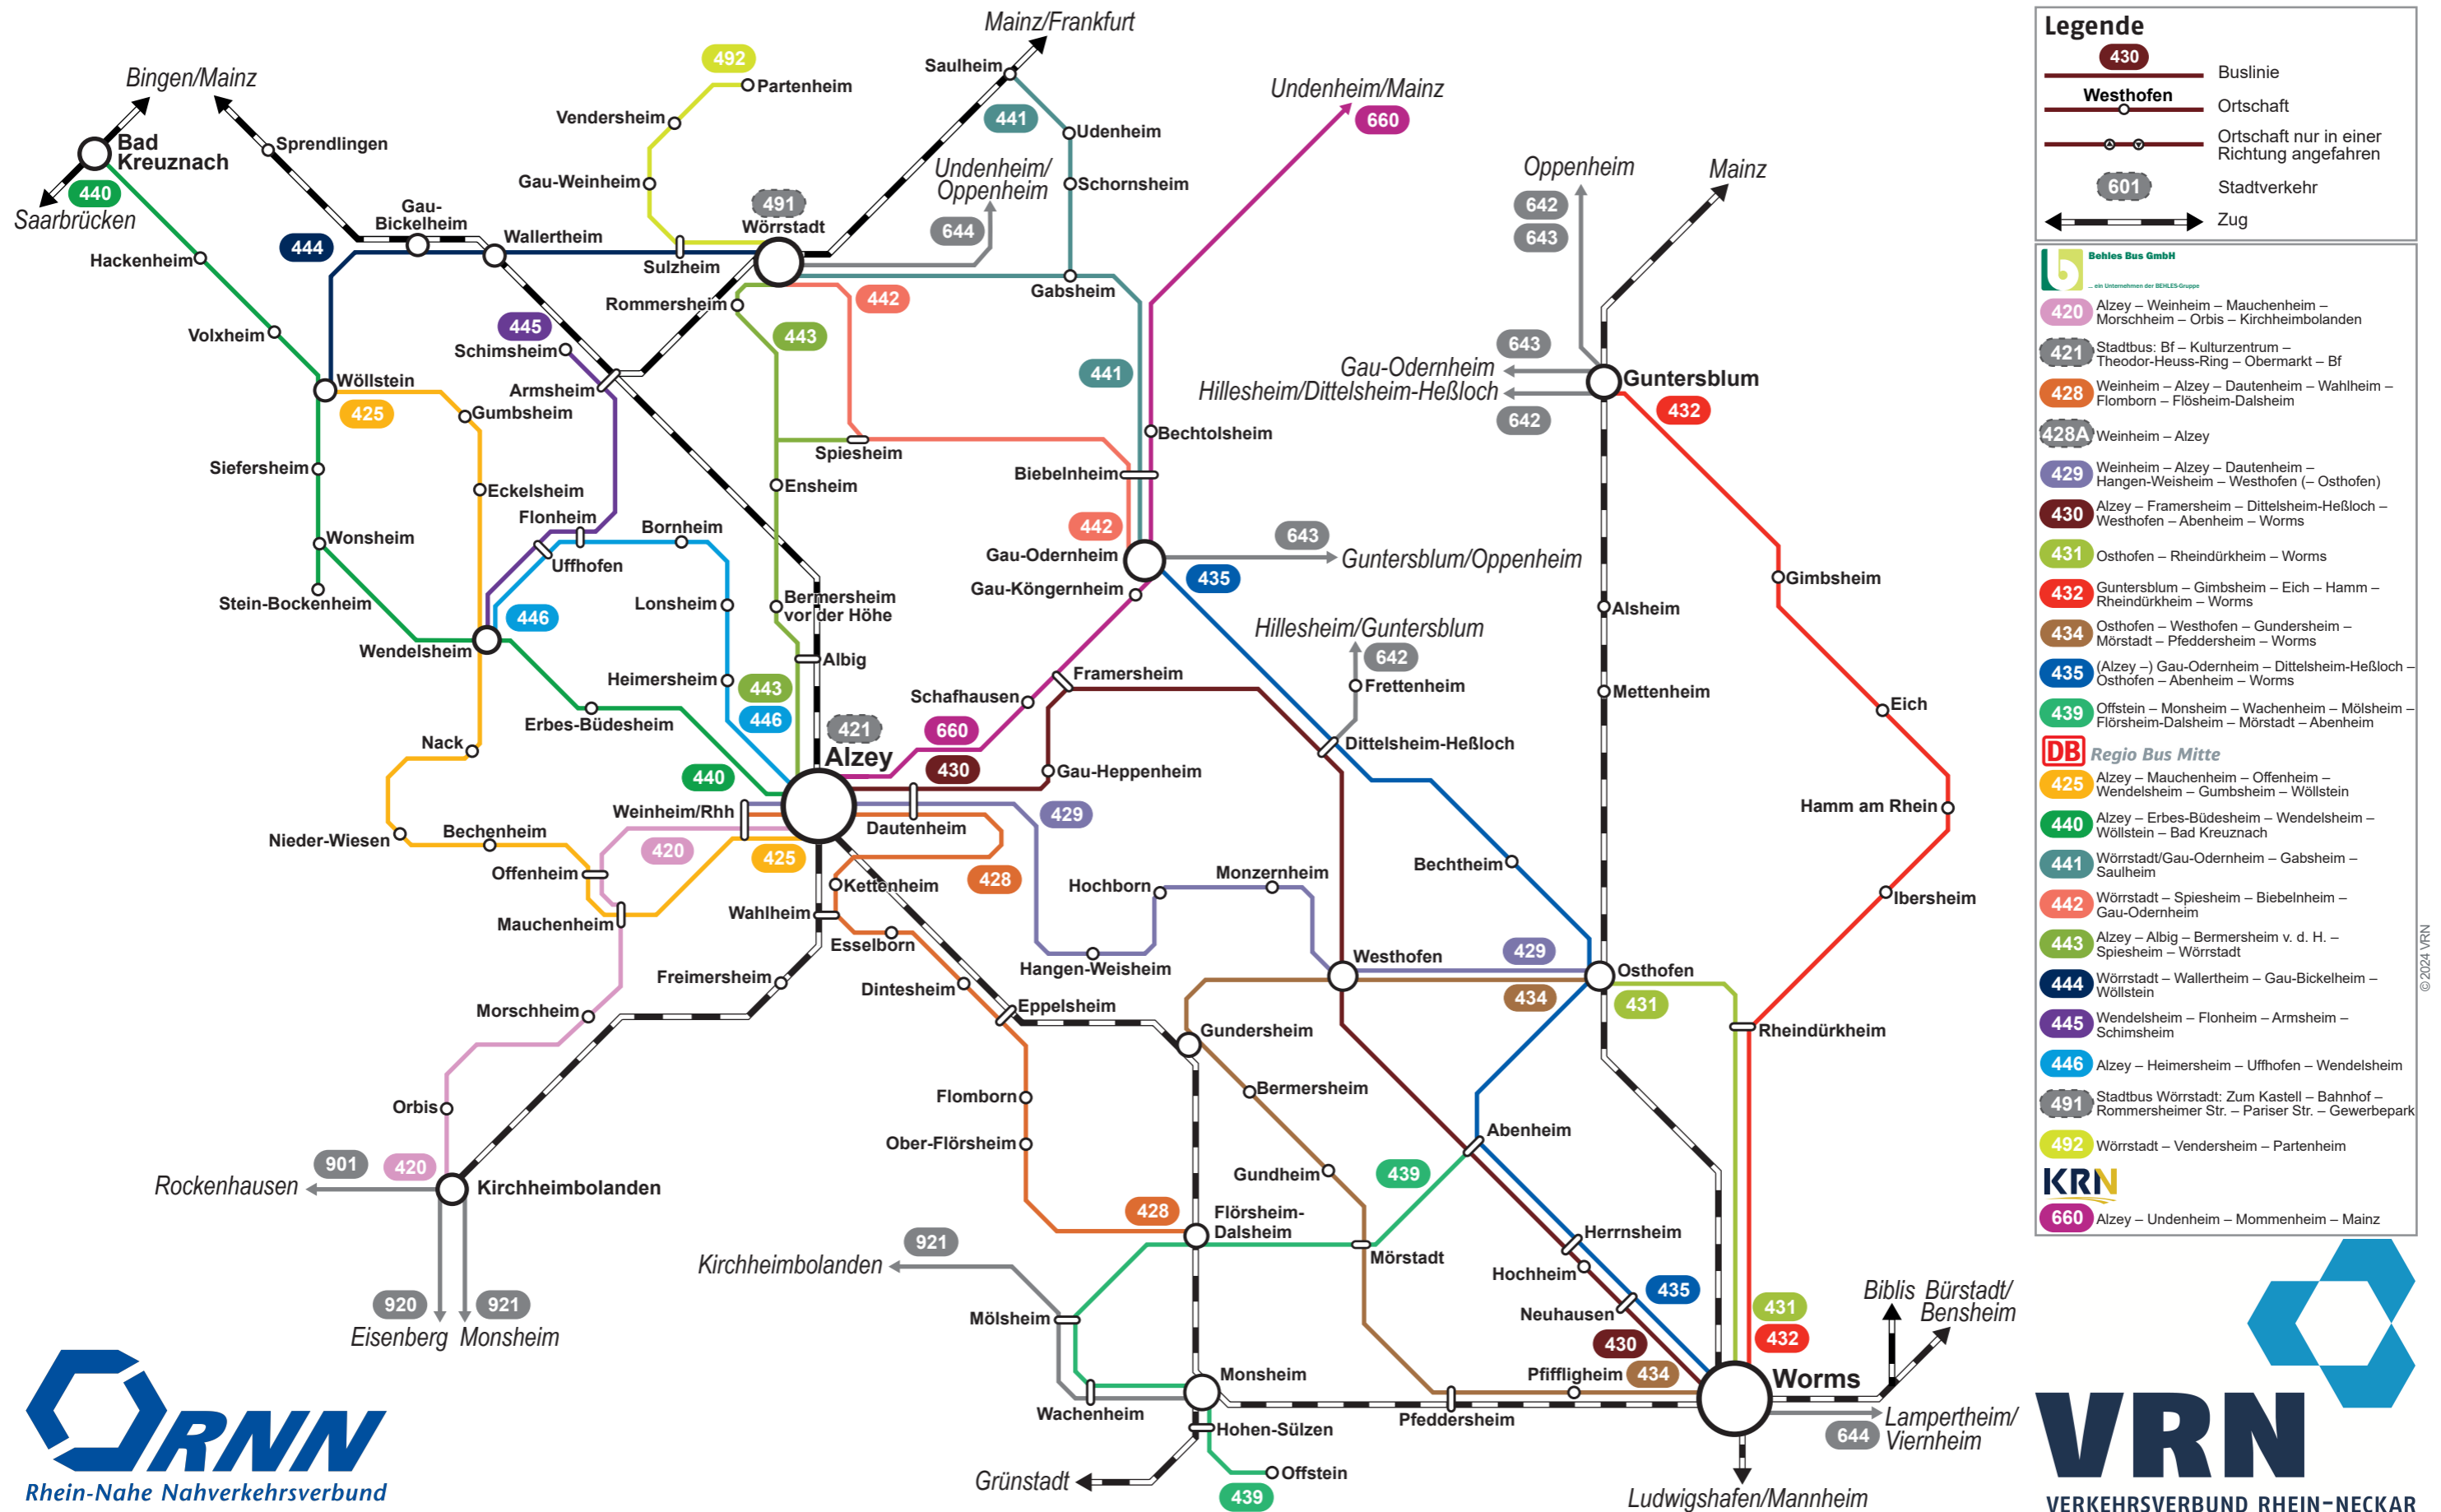 Mainz/Frankfurt
Bingen/Mainz
492
Partenheim
Saulheim
Vendersheim
441
Udenheim
Undenheim/Mainz
660
Bad
Kreuznach
Sprendlingen
440
Saarbrücken
Gau-Weinheim
Schornsheim
Undenheim/
Oppenheim
644
Oppenheim
642
643
Mainz
491
Wörrstadt
Gau-
Bickelheim
Wallertheim
444
Sulzheim
Hackenheim
Gabsheim
Rommersheim
442
445
443
Volxheim
Schimsheim
Armsheim
441
643
Gau-Odernheim
Hillesheim/Dittelsheim-Heßloch
642
Guntersblum
432
Wöllstein
425
Gumbsheim
Spiesheim
Bechtolsheim
Biebelnheim
Siefersheim
Eckelsheim
Ensheim
Flonheim
Bornheim
442
643
Wonsheim
Uffhofen
Gau-Odernheim
Guntersblum/Oppenheim
435
Gau-Köngernheim
Gimbsheim
Stein-Bockenheim
446
Lonsheim
Bermersheim
vor der Höhe
Alsheim
Hillesheim/Guntersblum
642
Wendelsheim
Albig
Heimersheim
443
446
Framersheim
Frettenheim
Mettenheim
Schafhausen
Eich
Erbes-Büdesheim
421
Alzey
660
430
Nack
Dittelsheim-Heßloch
440
Gau-Heppenheim
Hamm am Rhein
Weinheim/Rhh
Dautenheim
429
Nieder-Wiesen
Bechenheim
420
425
Bechtheim
Offenheim
Kettenheim
428
Hochborn
Monzernheim
Ibersheim
Mauchenheim
Wahlheim
Esselborn
Hangen-Weisheim
Westhofen
429
Osthofen
Freimersheim
Dintesheim
434
431
Eppelsheim
Morschheim
Gundersheim
Rheindürkheim
Flomborn
Bermersheim
Orbis
Ober-Flörsheim
Abenheim
901
420
Rockenhausen
Kirchheimbolanden
Gundheim
439
428
Flörsheim-
Dalsheim
Herrnsheim
921
Kirchheimbolanden
Mörstadt
Hochheim
435
920
921
Eisenberg
Monsheim
Mölsheim
Neuhausen
431
432
430
Biblis
Bürstadt/
Bensheim
Monsheim
Pfiffligheim
434
Worms
Wachenheim
Pfeddersheim
Hohen-Sülzen
Lampertheim/
Viernheim
644
Grünstadt
Offstein
439
Ludwigshafen/Mannheim
RNN
Rhein-Nahe Nahverkehrsverbund
Legende
430
Buslinie
Westhofen
Ortschaft
Ortschaft nur in einer
Richtung angefahren
601
Stadtverkehr
Zug
Behles Bus GmbH
... ein Unternehmen der BEHLES-Gruppe
420 Alzey – Weinheim – Mauchenheim –
Morschheim – Orbis – Kirchheimbolanden
421 Stadtbus: Bf – Kulturzentrum –
Theodor-Heuss-Ring – Obermarkt – Bf
428 Weinheim – Alzey – Dautenheim – Wahlheim –
Flomborn – Flösheim-Dalsheim
428A Weinheim – Alzey
429 Weinheim – Alzey – Dautenheim –
Hangen-Weisheim – Westhofen (– Osthofen)
430 Alzey – Framersheim – Dittelsheim-Heßloch –
Westhofen – Abenheim – Worms
431 Osthofen – Rheindürkheim – Worms
432 Guntersblum – Gimbsheim – Eich – Hamm –
Rheindürkheim – Worms
434 Osthofen – Westhofen – Gundersheim –
Mörstadt – Pfeddersheim – Worms
435 (Alzey –) Gau-Odernheim – Dittelsheim-Heßloch –
Osthofen – Abenheim – Worms
439 Offstein – Monsheim – Wachenheim – Mölsheim –
Flörsheim-Dalsheim – Mörstadt – Abenheim
DB Regio Bus Mitte
425 Alzey – Mauchenheim – Offenheim –
Wendelsheim – Gumbsheim – Wöllstein
440 Alzey – Erbes-Büdesheim – Wendelsheim –
Wöllstein – Bad Kreuznach
441 Wörrstadt/Gau-Odernheim – Gabsheim –
Saulheim
442 Wörrstadt – Spiesheim – Biebelnheim –
Gau-Odernheim
443 Alzey – Albig – Bermersheim v. d. H. –
Spiesheim – Wörrstadt
444 Wörrstadt – Wallertheim – Gau-Bickelheim –
Wöllstein
445 Wendelsheim – Flonheim – Armsheim –
Schimsheim
446 Alzey – Heimersheim – Uffhofen – Wendelsheim
491 Stadtbus Wörrstadt: Zum Kastell – Bahnhof –
Rommersheimer Str. – Pariser Str. – Gewerbepark
492 Wörrstadt – Vendersheim – Partenheim
KRN
660 Alzey – Undenheim – Mommenheim – Mainz
© 2024 VRN
VRN
VERKEHRSVERBUND RHEIN-NECKAR